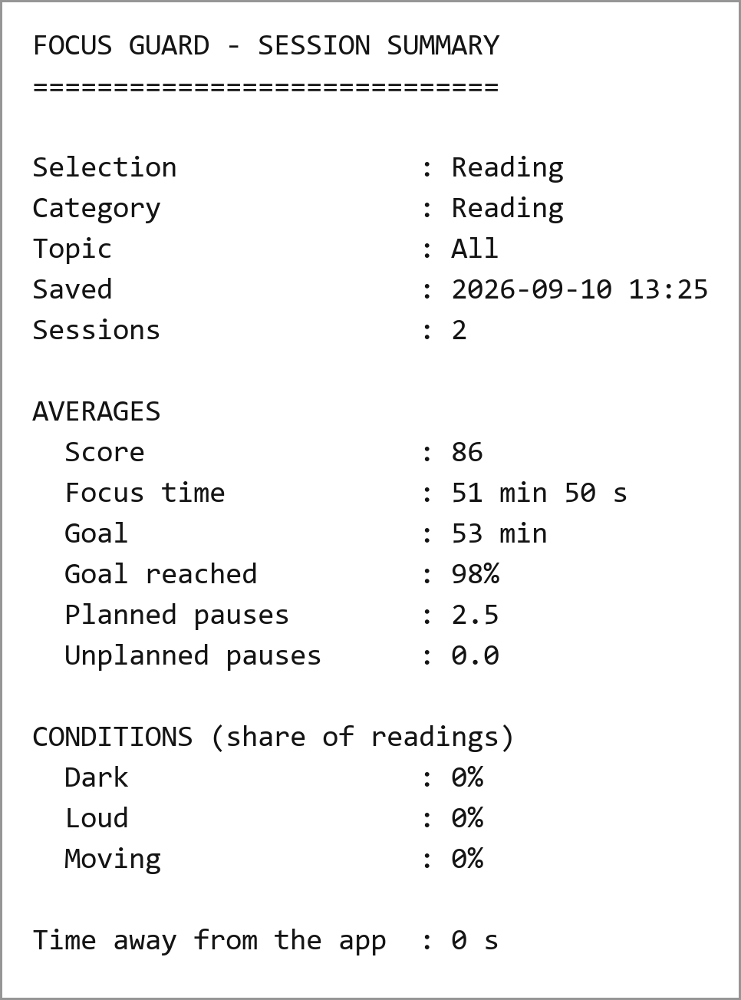 FOCUS GUARD - SESSION SUMMARY
=============================
Selection : Reading
Category : Reading
Topic : All
Saved : 2026-09-10 13:25
Sessions : 2
AVERAGES
Score : 86
Focus time : 51 min 50 s
Goal : 53 min
Goal reached : 98%
Planned pauses : 2.5
Unplanned pauses : 0.0
CONDITIONS (share of readings)
Dark : 0%
Loud : 0%
Moving : 0%
Time away from the app : 0 s